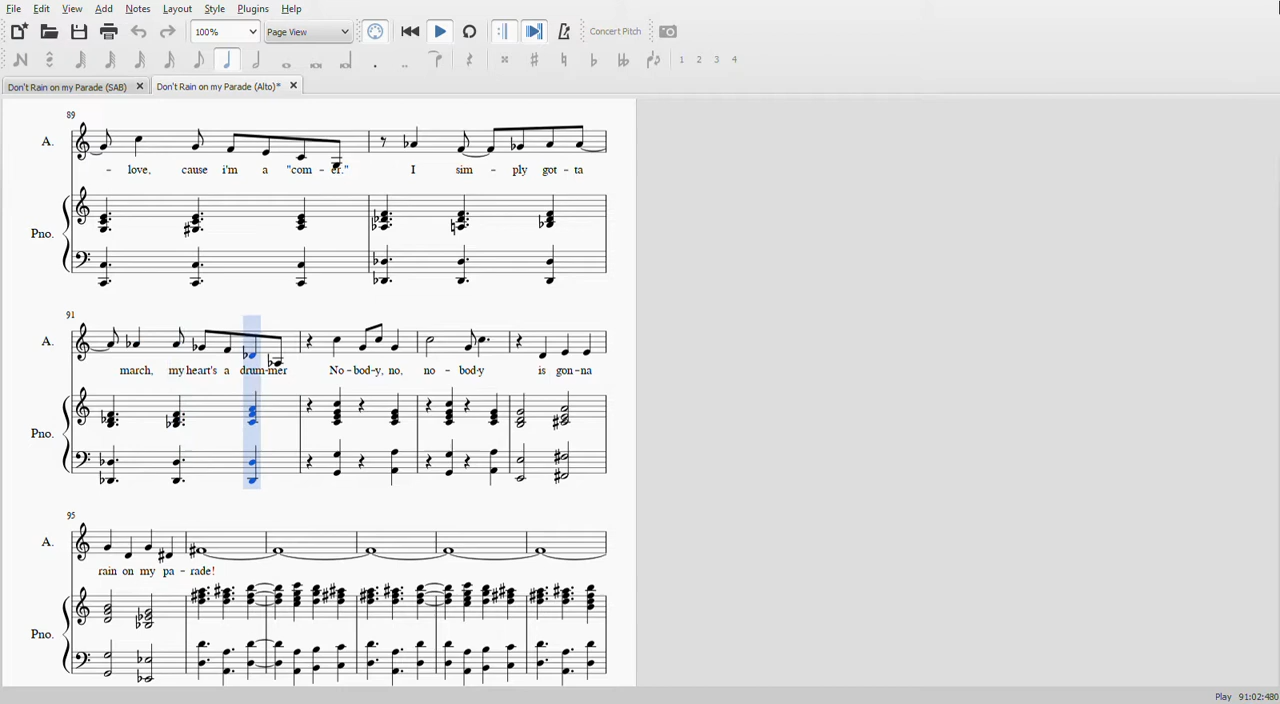 File Edit View Add Notes Layout Style Plugins Help
100% Page View Concert Pitch
1 2 3 4
Don't Rain on my Parade (SAB) Don't Rain on my Parade (Alto)*
89
A.
- love, cause i'm a "com - er." I sim - ply got - ta
Pno.
91
A.
march, my heart's a drum-mer No-bod-y, no, no - bod-y is gon-na
Pno.
95
A.
rain on my pa - rade!
Pno.
Play 91:02:480